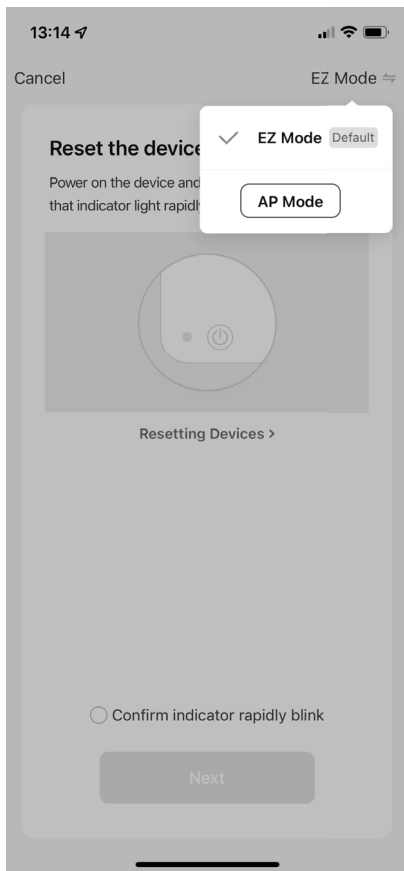 13:14
Cancel
EZ Mode
EZ Mode Default
AP Mode
Reset the device
Power on the device and
that indicator light rapidl
Resetting Devices >
Confirm indicator rapidly blink
Next